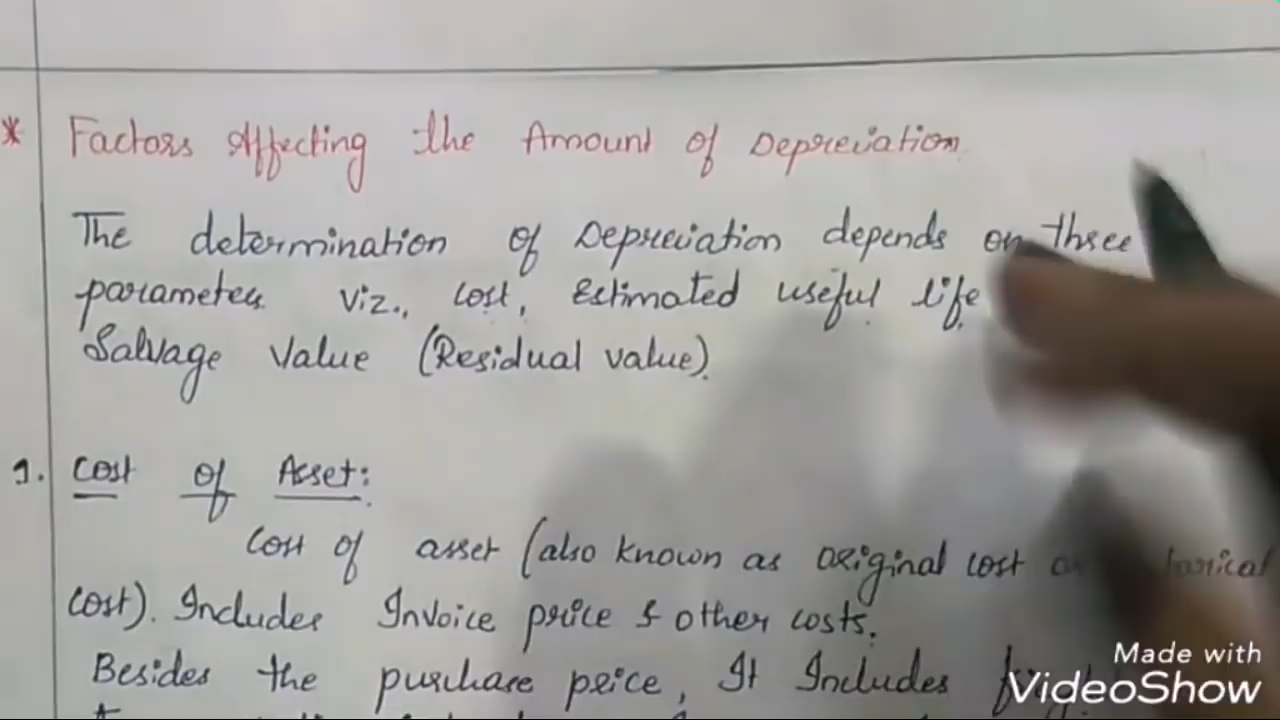 * Factors Affecting the Amount of Depreciation.
The determination of Depreciation depends on three
parameters viz., cost, Estimated useful life
Salvage Value (Residual value).
1. Cost of Asset:
Cost of asset (also known as original cost
cost). Includes Invoice price & other costs.
Besides the purchase price, It Includes
Made with
VideoShow